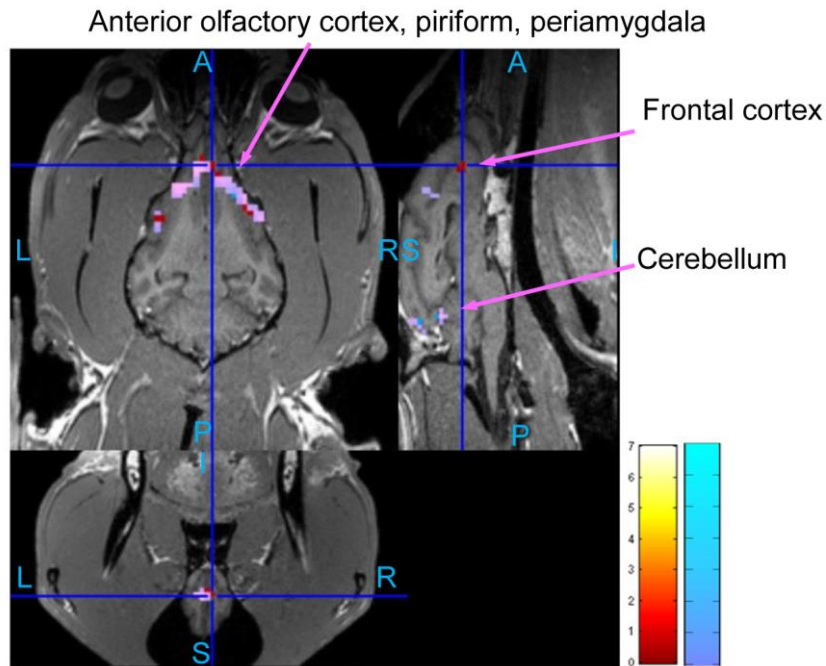 Anterior olfactory cortex, piriform, periamygdala
A
A
Frontal cortex
L
R
S
Cerebellum
P
P
I
L
R
S
7
6
5
4
3
2
1
0